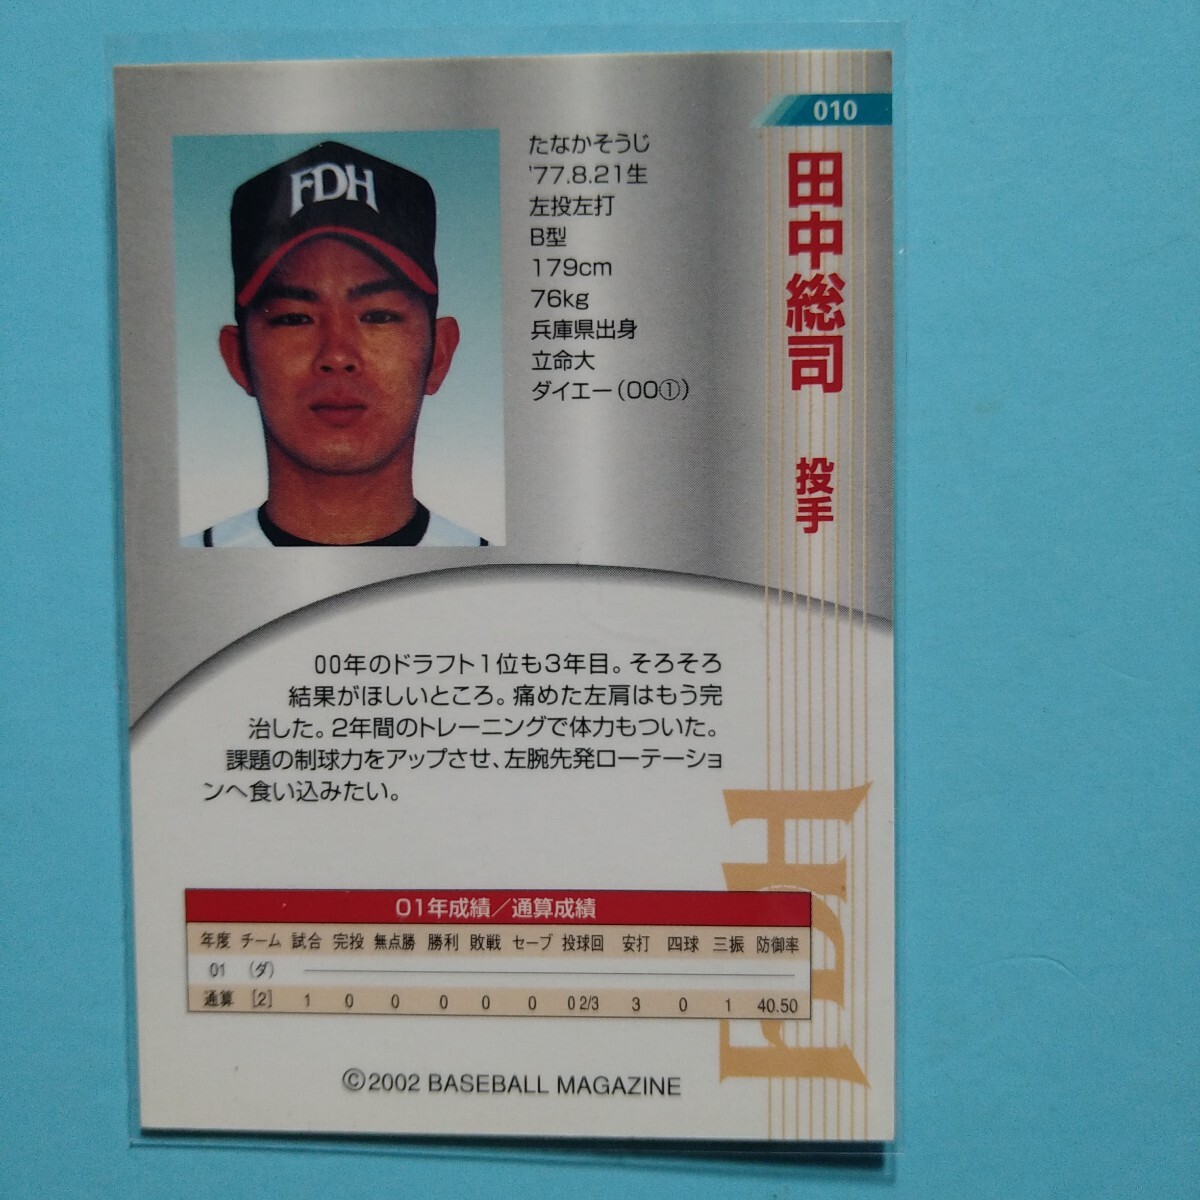 010
田中総司 投手
FDH
たなかそうじ
'77.8.21生
左投左打
B型
179cm
76kg
兵庫県出身
立命大
ダイエー(00①)
00年のドラフト1位も3年目。そろそろ
結果がほしいところ。痛めた左肩はもう完
治した。2年間のトレーニングで体力もついた。
課題の制球力をアップさせ、左腕先発ローテーショ
ンへ食い込みたい。
FDH
01年成績／通算成績
年度 チーム 試合 完投 無点勝 勝利 敗戦 セーブ 投球回 安打 四球 三振 防御率
01 (ダ) ―
通算 [2] 1 0 0 0 0 0 0 2/3 3 0 1 40.50
©2002 BASEBALL MAGAZINE